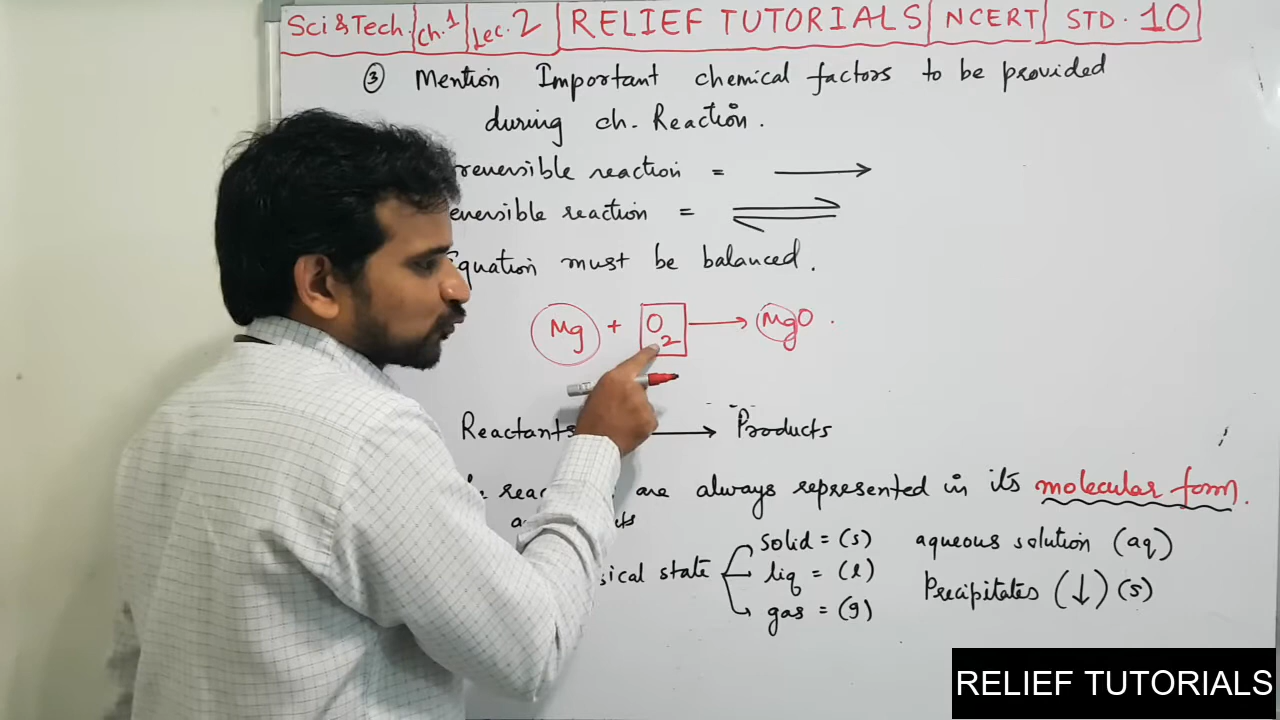 Sci & Tech. Ch.1 Lec.2 RELIEF TUTORIALS NCERT STD. 10
③ Mention Important chemical factors to be provided
during ch. Reaction.
reversible reaction = ⟶
eversible reaction = ⇌
Equation must be balanced.
Mg + O₂ ⟶ MgO.
Reactants ⟶ Products
are always represented in its molecular form.
state solid = (s) aqueous solution (aq)
liq = (l) Precipitates (↓) (s)
gas = (g)
RELIEF TUTORIALS